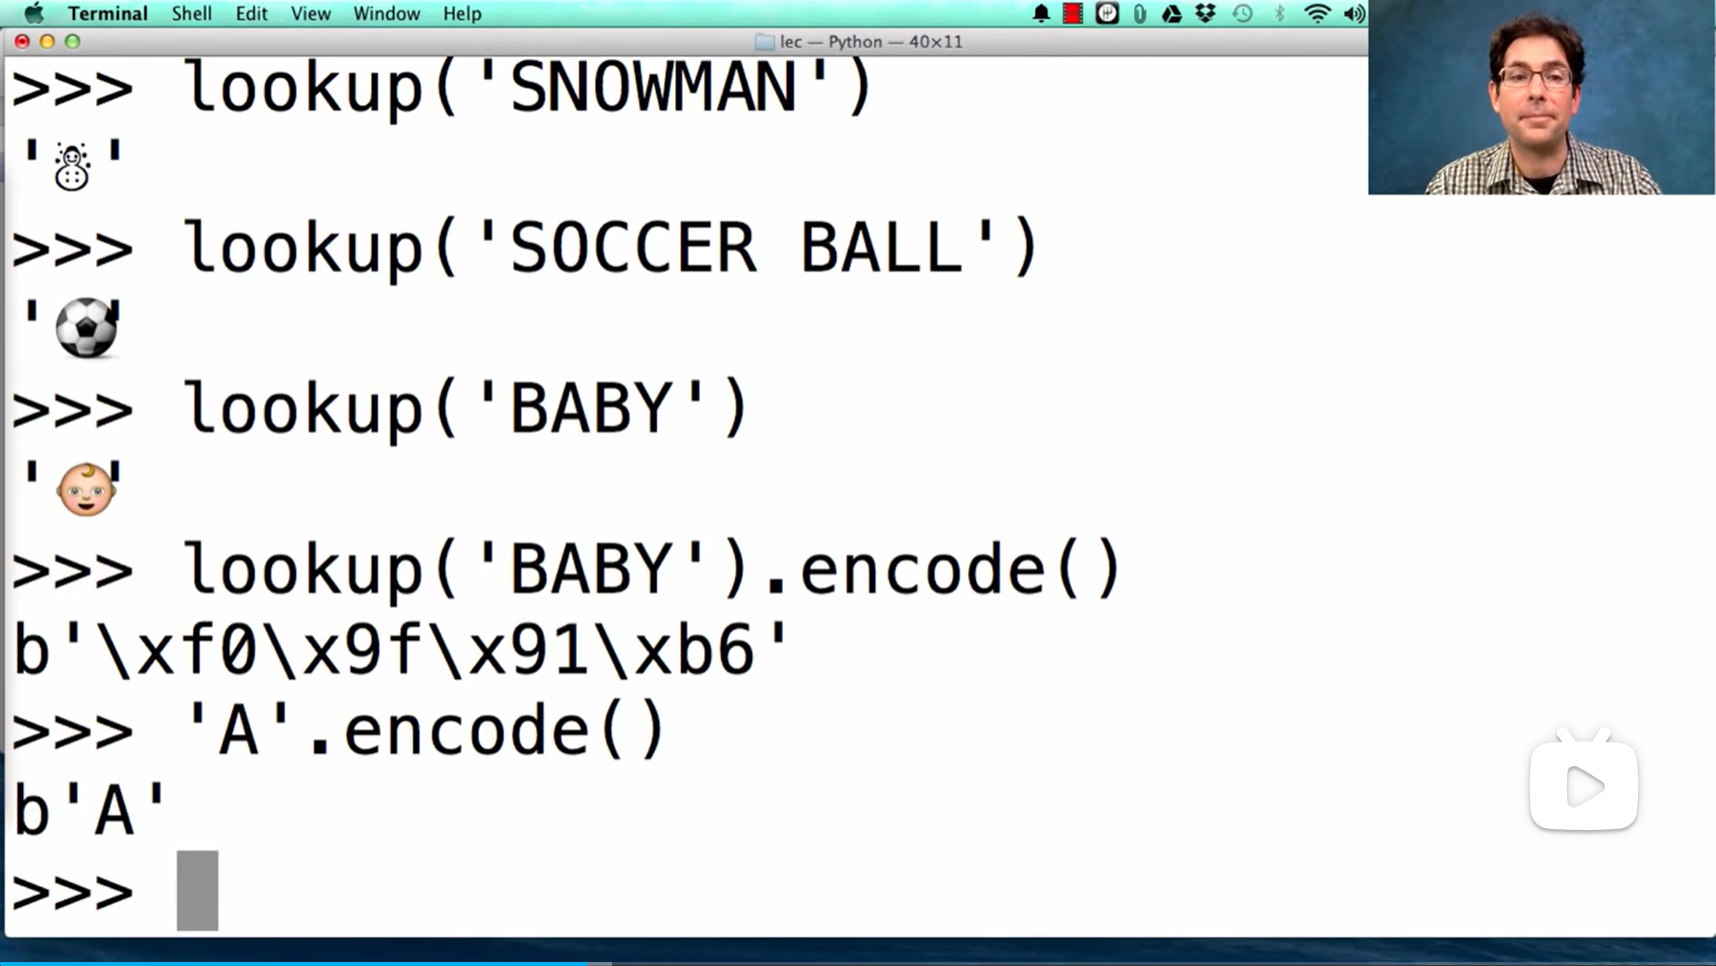 Terminal Shell Edit View Window Help
lec — Python — 40×11
>>> lookup('SNOWMAN')
'☃'
>>> lookup('SOCCER BALL')
'⚽'
>>> lookup('BABY')
'👶'
>>> lookup('BABY').encode()
b'\xf0\x9f\x91\xb6'
>>> 'A'.encode()
b'A'
>>>